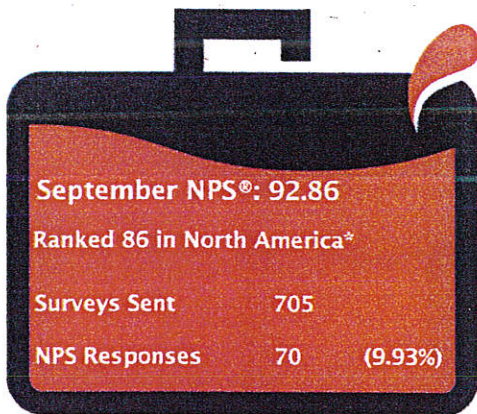 September NPS®: 92.86
Ranked 86 in North America*
Surveys Sent 705
NPS Responses 70 (9.93%)